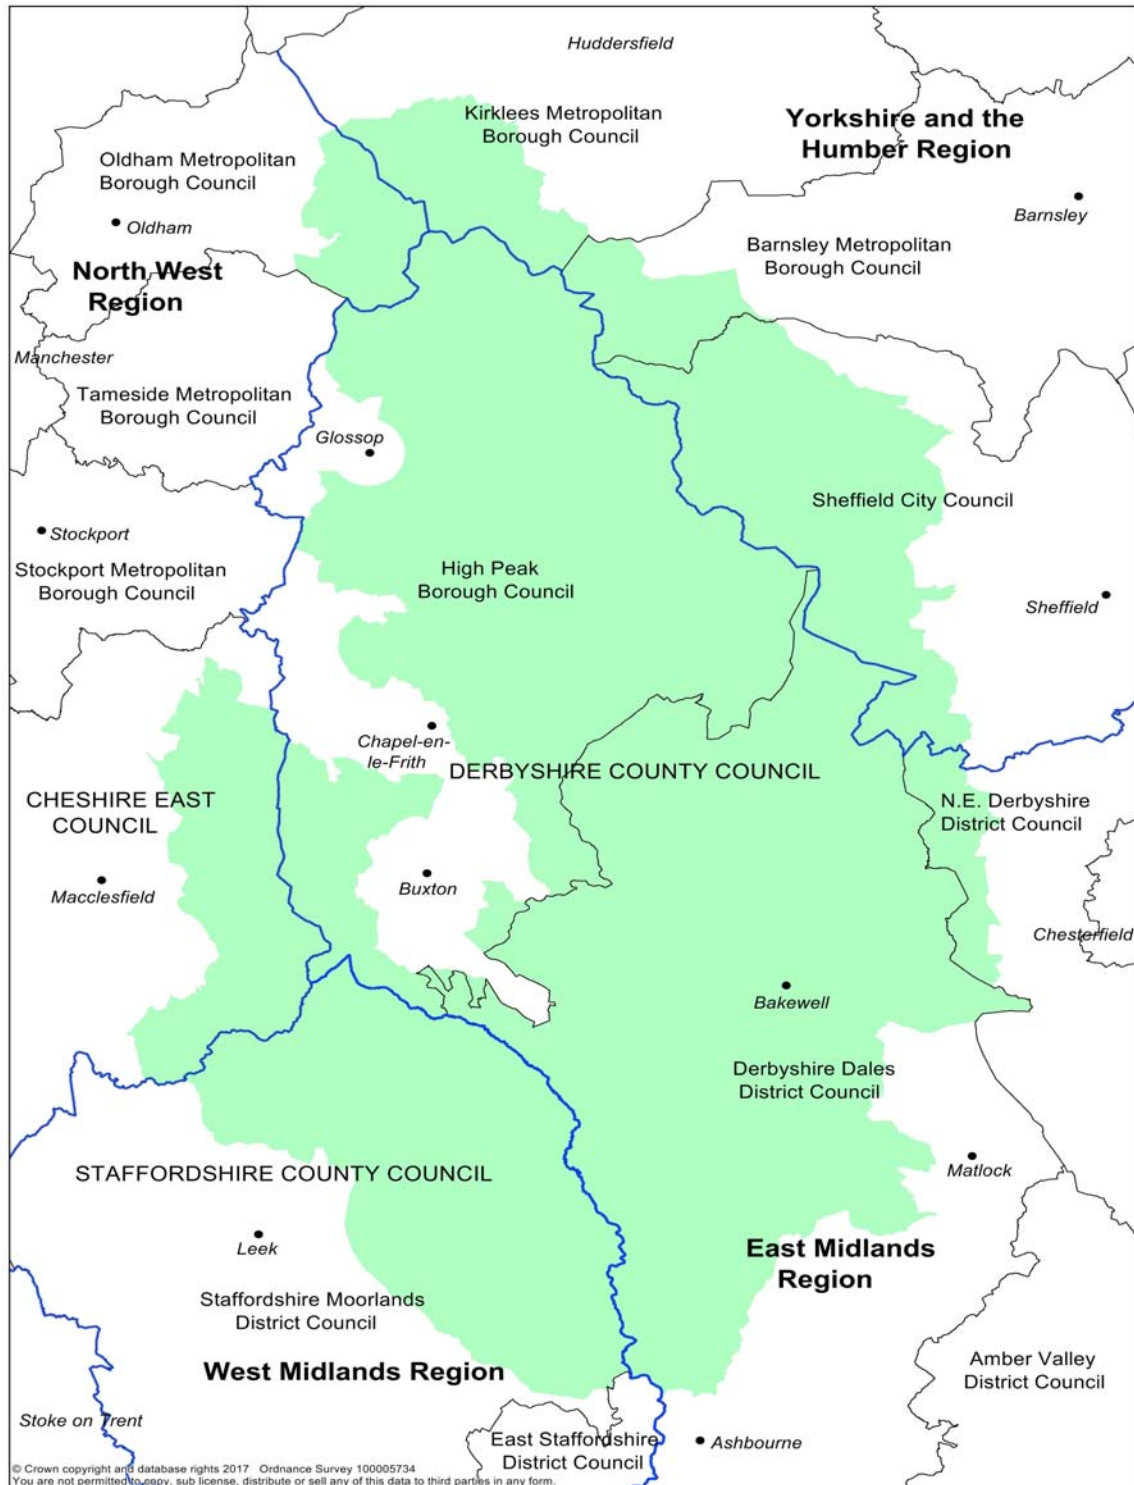 Huddersfield
Kirklees Metropolitan
Borough Council
Yorkshire and the
Humber Region
Oldham Metropolitan
Borough Council
Oldham
Barnsley
Barnsley Metropolitan
Borough Council
North West
Region
Manchester
Tameside Metropolitan
Borough Council
Glossop
Sheffield City Council
Stockport
Stockport Metropolitan
Borough Council
High Peak
Borough Council
Sheffield
Chapel-en-
le-Frith
DERBYSHIRE COUNTY COUNCIL
CHESHIRE EAST
COUNCIL
N.E. Derbyshire
District Council
Macclesfield
Buxton
Chesterfield
Bakewell
Derbyshire Dales
District Council
STAFFORDSHIRE COUNTY COUNCIL
Matlock
Leek
East Midlands
Region
Staffordshire Moorlands
District Council
West Midlands Region
Amber Valley
District Council
Stoke on Trent
East Staffordshire
District Council
Ashbourne
© Crown copyright and database rights 2017 Ordnance Survey 100005734
You are not permitted to copy, sub license, distribute or sell any of this data to third parties in any form.